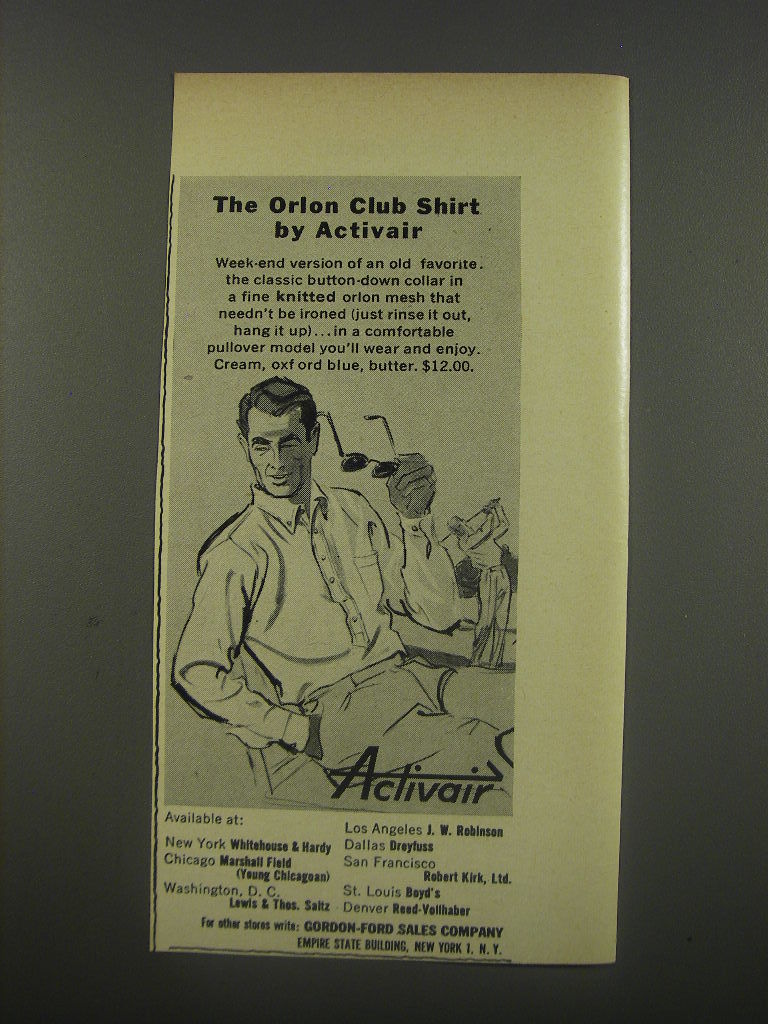 The Orlon Club Shirt
by Activair
Week-end version of an old favorite.
the classic button-down collar in
a fine knitted orlon mesh that
needn't be ironed (just rinse it out,
hang it up)...in a comfortable
pullover model you'll wear and enjoy.
Cream, oxford blue, butter. $12.00.
Activair
Available at:
New York Whitehouse & Hardy
Chicago Marshall Field
(Young Chicagoan)
Washington, D. C.
Lewis & Thos. Saltz
Los Angeles J. W. Robinson
Dallas Dreyfuss
San Francisco
Robert Kirk, Ltd.
St. Louis Boyd's
Denver Reed-Vollhaber
For other stores write: GORDON-FORD SALES COMPANY
EMPIRE STATE BUILDING, NEW YORK 1, N. Y.